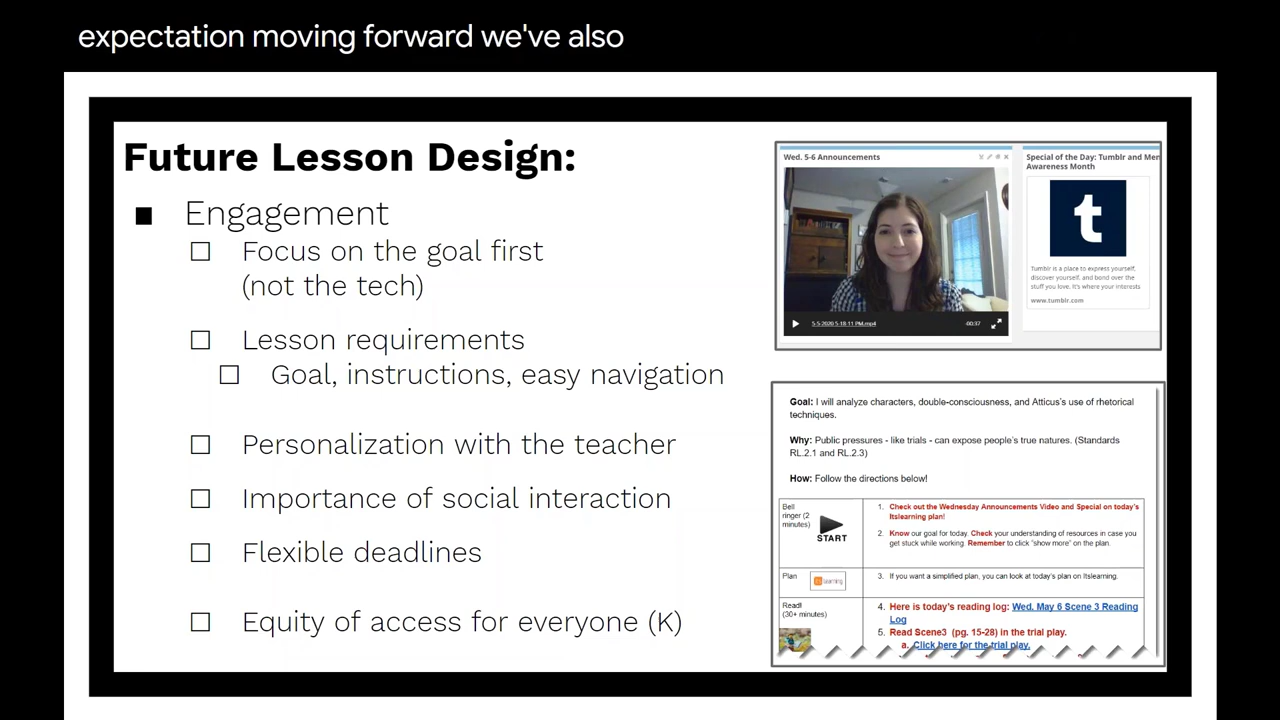 expectation moving forward we've also
Future Lesson Design:
■ Engagement
□ Focus on the goal first
(not the tech)
□ Lesson requirements
□ Goal, instructions, easy navigation
□ Personalization with the teacher
□ Importance of social interaction
□ Flexible deadlines
□ Equity of access for everyone (K)
Wed. 5-6 Announcements
5-5-2020 5-18-11 PM.mp4
-00:37
Special of the Day: Tumblr and Men
Awareness Month
t
Tumblr is a place to express yourself,
discover yourself, and bond over the
stuff you love. It's where your interests
www.tumblr.com
Goal: I will analyze characters, double-consciousness, and Atticus's use of rhetorical
techniques.
Why: Public pressures - like trials - can expose people's true natures. (Standards
RL.2.1 and RL.2.3)
How: Follow the directions below!
Bell
ringer (2
minutes)
START
1. Check out the Wednesday Announcements Video and Special on today's
Itslearning plan!
2. Know our goal for today. Check your understanding of resources in case you
get stuck while working. Remember to click "show more" on the plan.
Plan
its learning
3. If you want a simplified plan, you can look at today's plan on Itslearning.
Read!
(30+ minutes)
4. Here is today's reading log: Wed. May 6 Scene 3 Reading
Log
5. Read Scene3 (pg. 15-28) in the trial play.
a. Click here for the trial play.